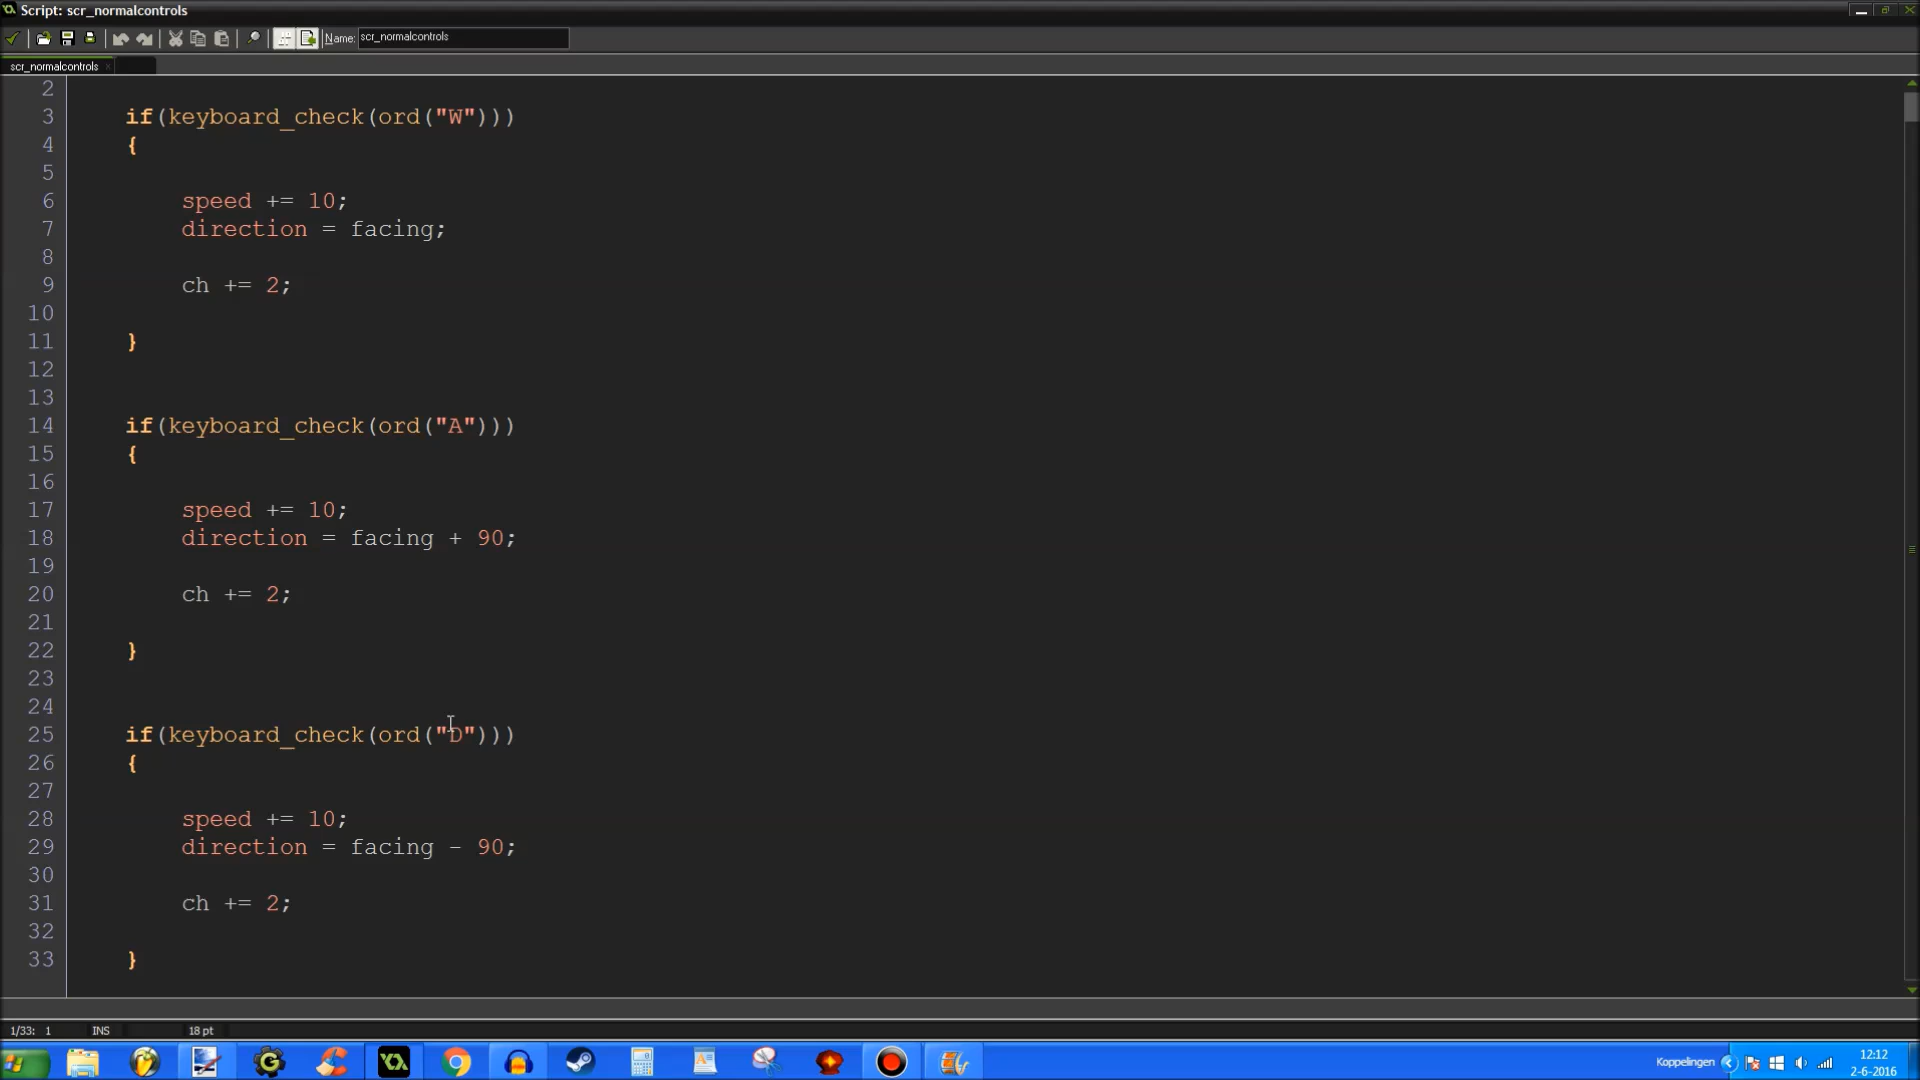 Script: scr_normalcontrols
Name: scr_normalcontrols
scr_normalcontrols
2
3 if(keyboard_check(ord("W")))
4 {
5
6 speed += 10;
7 direction = facing;
8
9 ch += 2;
10
11 }
12
13
14 if(keyboard_check(ord("A")))
15 {
16
17 speed += 10;
18 direction = facing + 90;
19
20 ch += 2;
21
22 }
23
24
25 if(keyboard_check(ord("D")))
26 {
27
28 speed += 10;
29 direction = facing - 90;
30
31 ch += 2;
32
33 }
1/33: 1 INS 18 pt
Koppelingen
12:12
2-6-2016